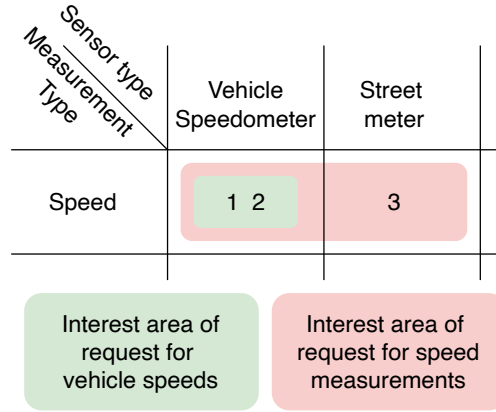 Sensor type
Measurement
Type
Vehicle
Speedometer
Street
meter
Speed
1 2
3
Interest area of
request for
vehicle speeds
Interest area of
request for speed
measurements